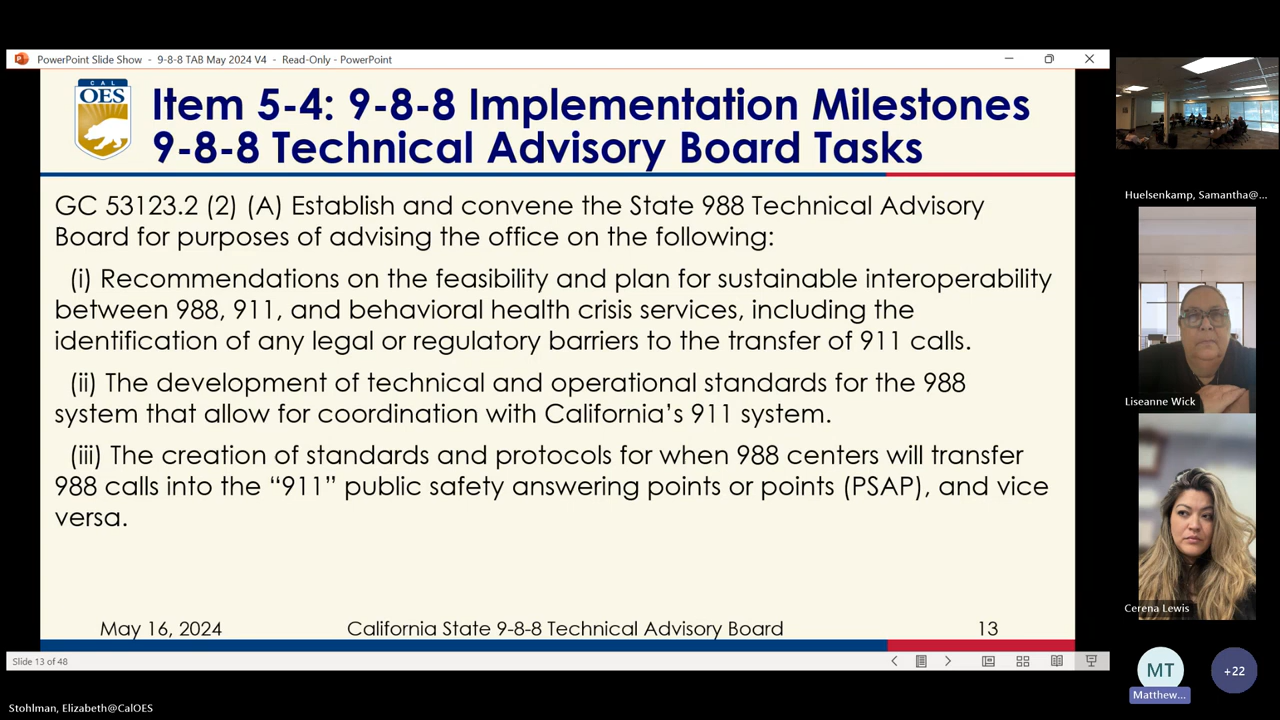 PowerPoint Slide Show - 9-8-8 TAB May 2024 V4 - Read-Only - PowerPoint
CAL
OES
Item 5-4: 9-8-8 Implementation Milestones
9-8-8 Technical Advisory Board Tasks
GC 53123.2 (2) (A) Establish and convene the State 988 Technical Advisory
Board for purposes of advising the office on the following:
(i) Recommendations on the feasibility and plan for sustainable interoperability
between 988, 911, and behavioral health crisis services, including the
identification of any legal or regulatory barriers to the transfer of 911 calls.
(ii) The development of technical and operational standards for the 988
system that allow for coordination with California’s 911 system.
(iii) The creation of standards and protocols for when 988 centers will transfer
988 calls into the “911” public safety answering points or points (PSAP), and vice
versa.
May 16, 2024
California State 9-8-8 Technical Advisory Board
13
Slide 13 of 48
Huelsenkamp, Samantha@...
Liseanne Wick
Cerena Lewis
MT
Matthew...
+22
Stohlman, Elizabeth@CalOES